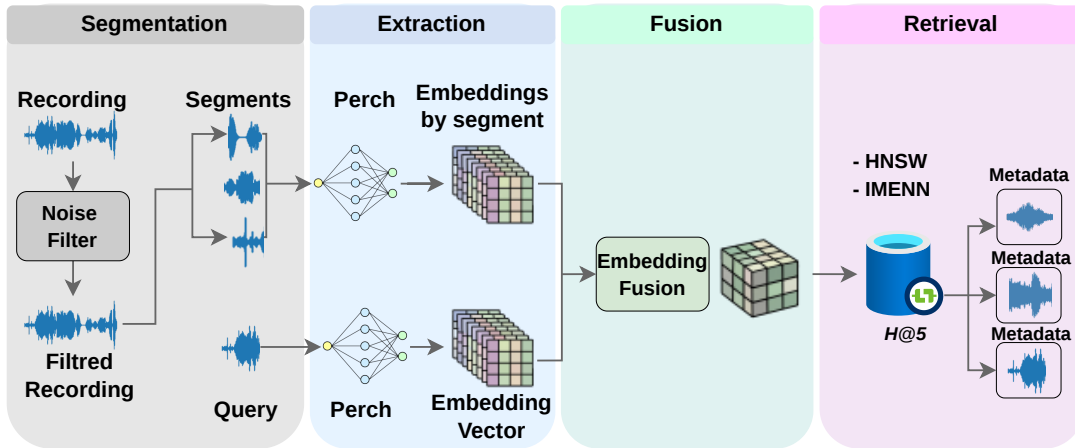 Segmentation
Extraction
Fusion
Retrieval
Recording
Segments
Noise
Filter
Filtred
Recording
Query
Perch
Embeddings
by segment
Perch
Embedding
Vector
Embedding
Fusion
- HNSW
- IMENN
H@5
Metadata
Metadata
Metadata